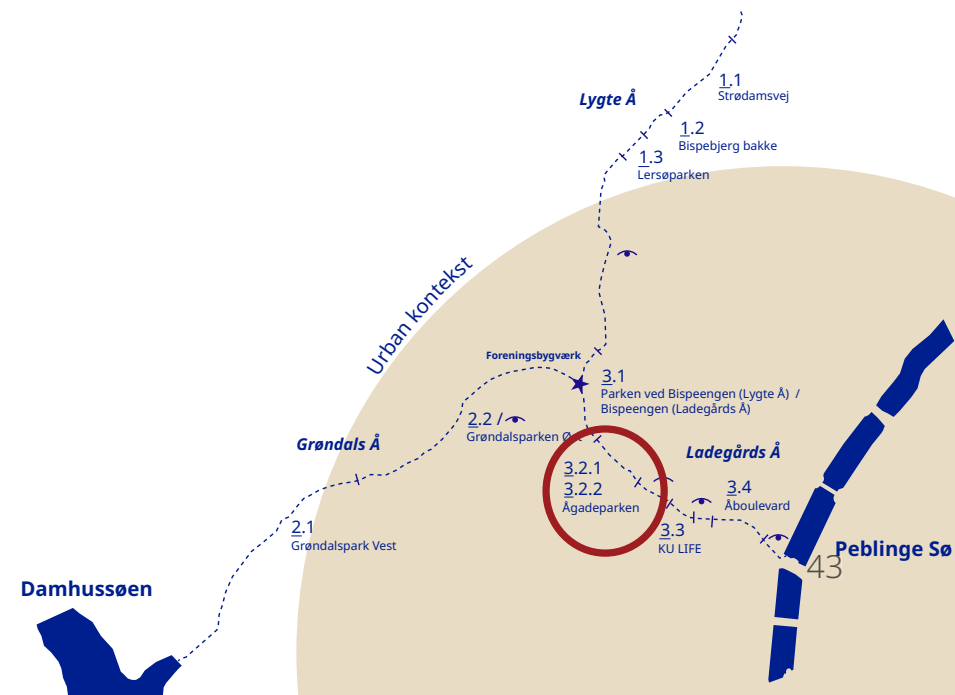 1.1
Strødamsvej
Lygte Å
1.2
Bispebjerg bakke
1.3
Lersøparken
Urban kontekst
Foreningsbygværk
3.1
Parken ved Bispeengen (Lygte Å) /
Bispeengen (Ladegårds Å)
2.2 /
Grøndalsparken Ø
Grøndals Å
Ladegårds Å
3.2.1
3.2.2
Ågadeparken
3.4
Åboulevard
2.1
Grøndalspark Vest
3.3
KU LIFE
Peblinge Sø
43
Damhussøen